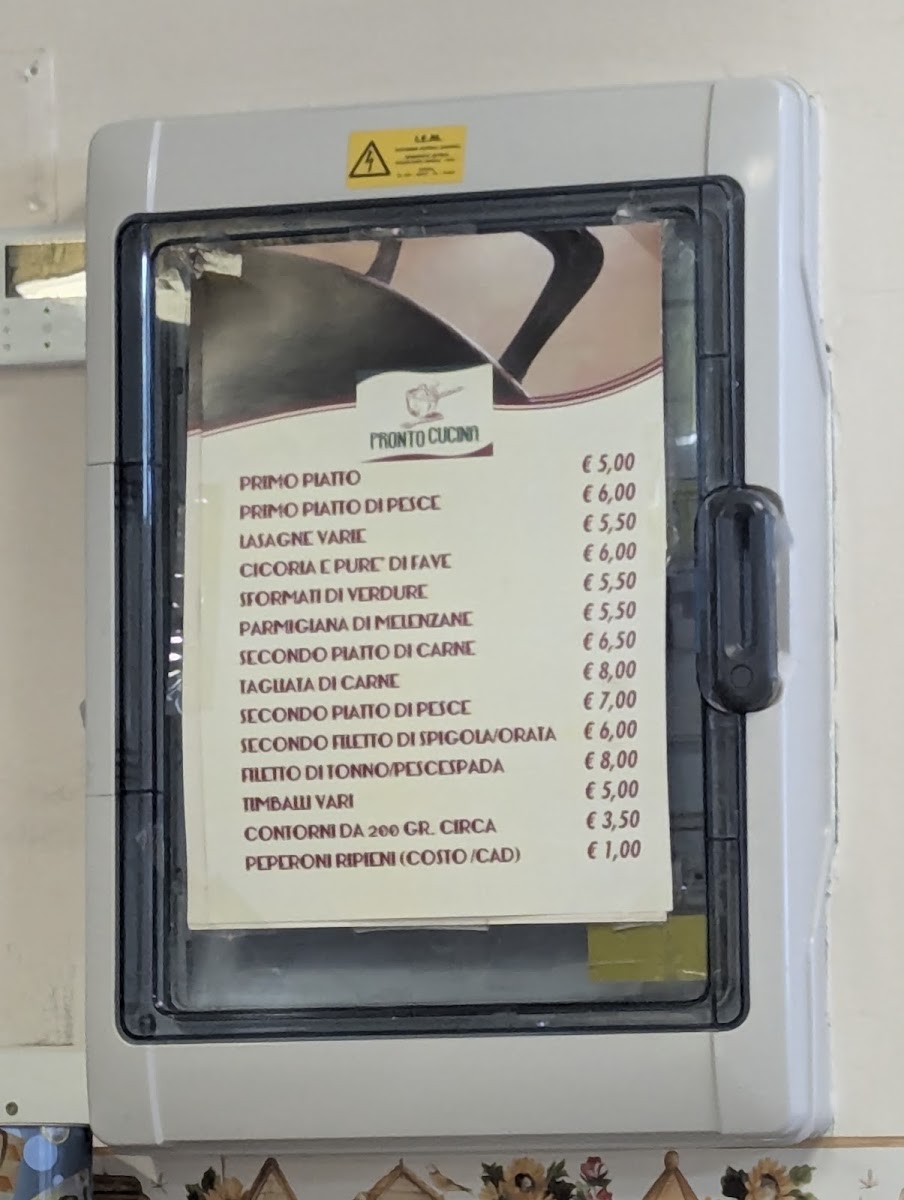 I.E.M.
PRONTO CUCINA
PRIMO PIATTO € 5,00
PRIMO PIATTO DI PESCE € 6,00
LASAGNE VARIE € 5,50
CICORIA E PURE' DI FAVE € 6,00
SFORMATI DI VERDURE € 5,50
PARMIGIANA DI MELENZANE € 5,50
SECONDO PIATTO DI CARNE € 6,50
TAGLIATA DI CARNE € 8,00
SECONDO PIATTO DI PESCE € 7,00
SECONDO FILETTO DI SPIGOLA/ORATA € 6,00
FILETTO DI TONNO/PESCESPADA € 8,00
TIMBALLI VARI € 5,00
CONTORNI DA 200 GR. CIRCA € 3,50
PEPERONI RIPIENI (COSTO /CAD) € 1,00